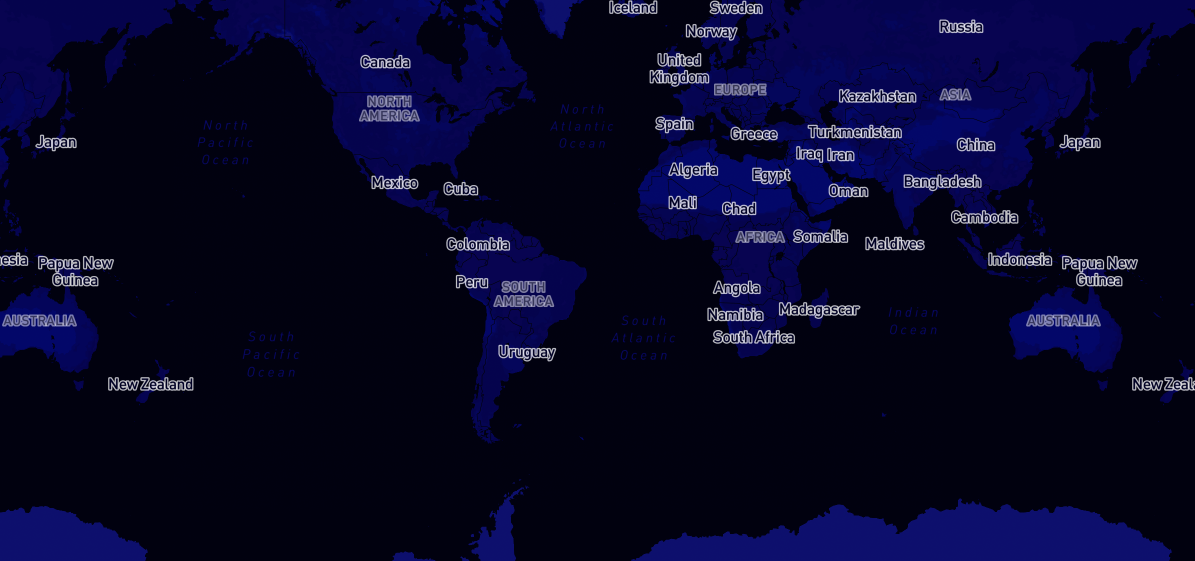 Iceland
Sweden
Norway
Russia
Canada
United
Kingdom
EUROPE
Kazakhstan
ASIA
NORTH
AMERICA
North
Atlantic
Ocean
North
Pacific
Ocean
Spain
Greece
Turkmenistan
Japan
China
Japan
Iraq
Iran
Algeria
Egypt
Mexico
Cuba
Oman
Bangladesh
Mali
Chad
Cambodia
AFRICA
Somalia
Maldives
Colombia
nesia
Papua New
Guinea
Indonesia
Papua New
Guinea
Peru
SOUTH
AMERICA
Angola
Namibia
Madagascar
Indian
Ocean
AUSTRALIA
South
Atlantic
Ocean
AUSTRALIA
South Africa
South
Pacific
Ocean
Uruguay
New Zealand
New Zeala